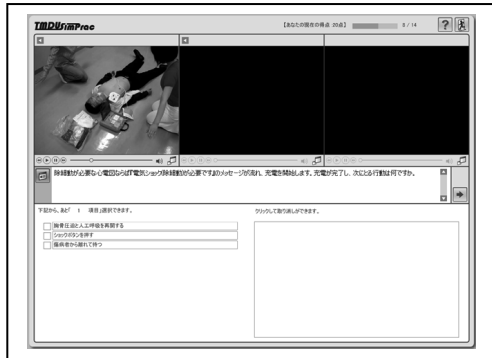 TMDUSimPrac
【あなたの現在の得点 20点】 8 / 14 ?
除細動が必要な心電図ならば『電気ショック(除細動)が必要です』のメッセージが流れ、充電を開始します。充電が完了し、次にとる行動は何ですか。
下記から、あと「 1 項目」選択できます。
クリックして取り消しができます。
胸骨圧迫と人工呼吸を再開する
ショックボタンを押す
傷病者から離れて待つ